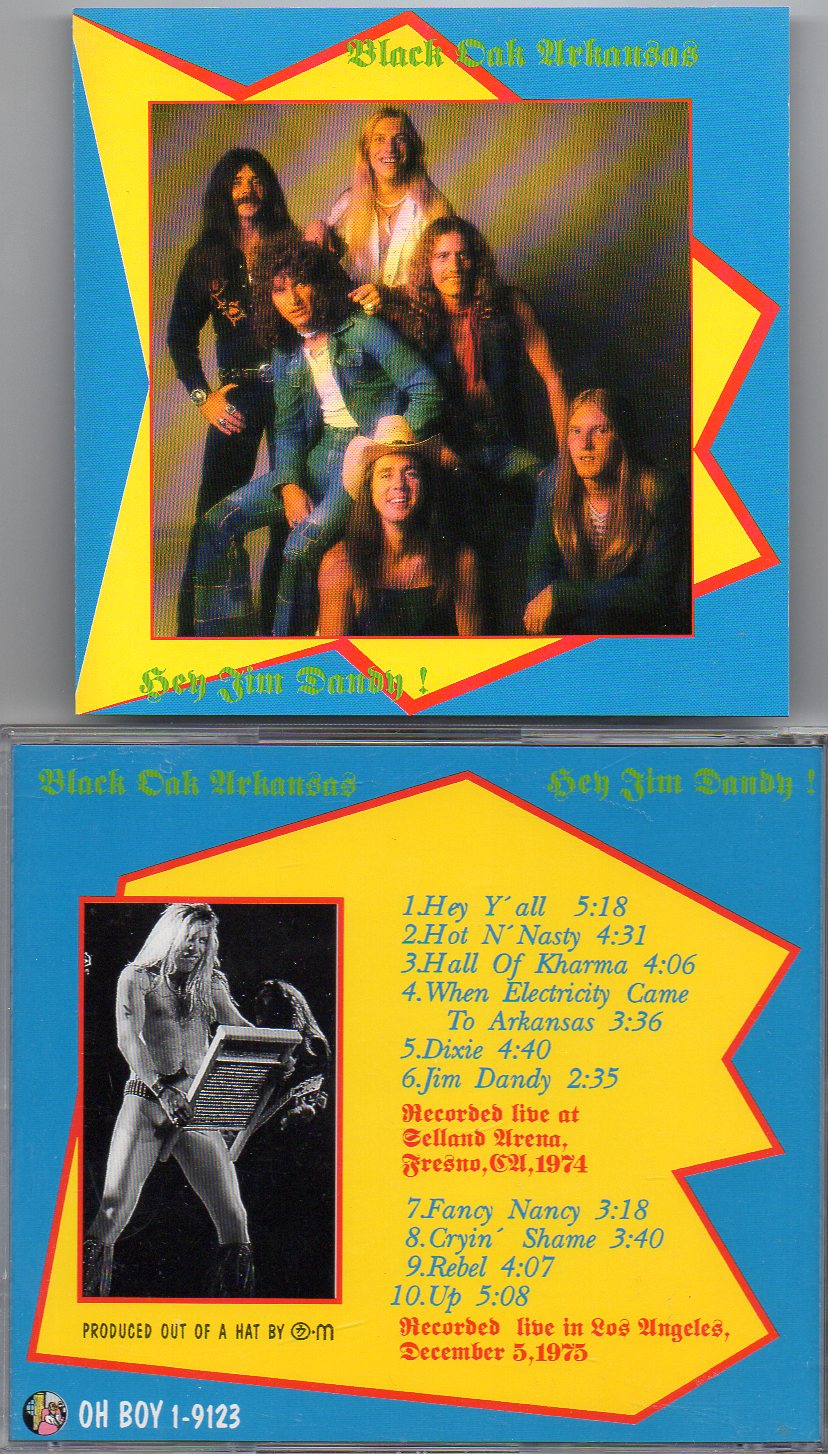 Black Oak Arkansas
Hey Jim Dandy !
Black Oak Arkansas
Hey Jim Dandy !
1.Hey Y´all 5:18
2.Hot N´Nasty 4:31
3.Hall Of Kharma 4:06
4.When Electricity Came
To Arkansas 3:36
5.Dixie 4:40
6.Jim Dandy 2:35
Recorded live at
Selland Arena,
Fresno,CA,1974
7.Fancy Nancy 3:18
8.Cryin´ Shame 3:40
9.Rebel 4:07
10.Up 5:08
Recorded live in Los Angeles,
December 5,1975
PRODUCED OUT OF A HAT BY
OH BOY 1-9123